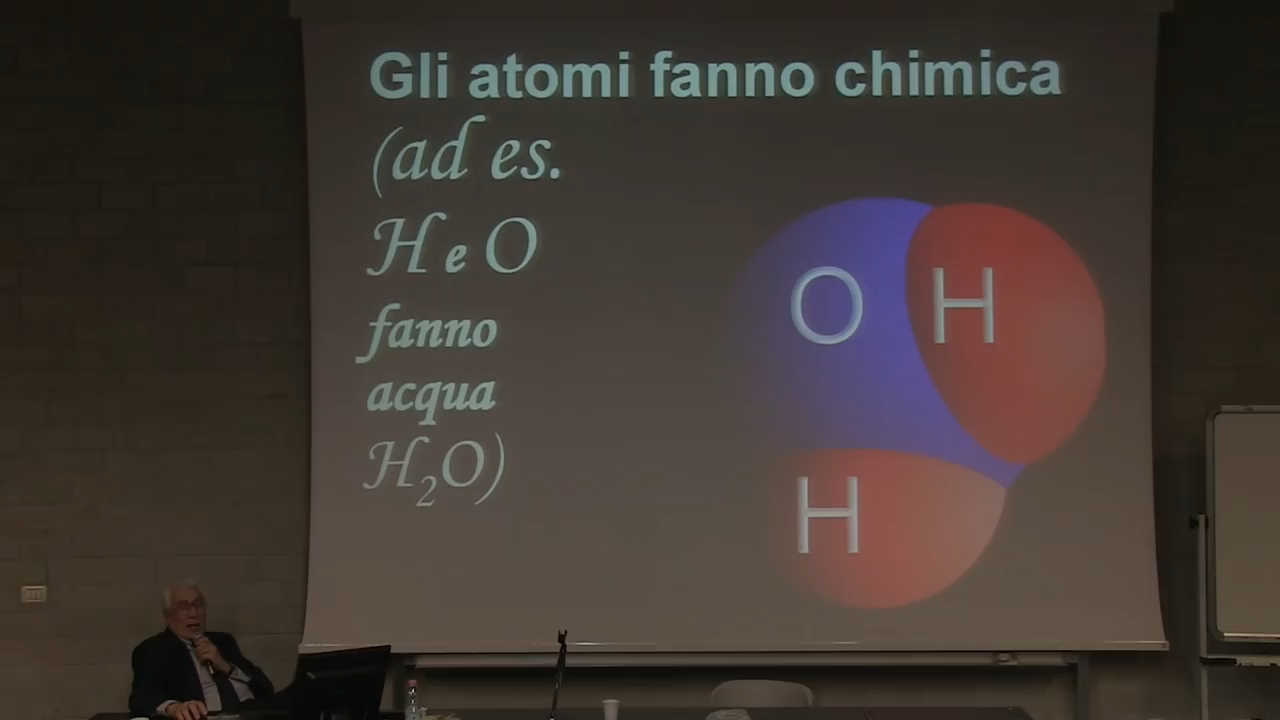 Gli atomi fanno chimica
(ad es.
H e O
fanno
acqua
H₂O)
O H
H